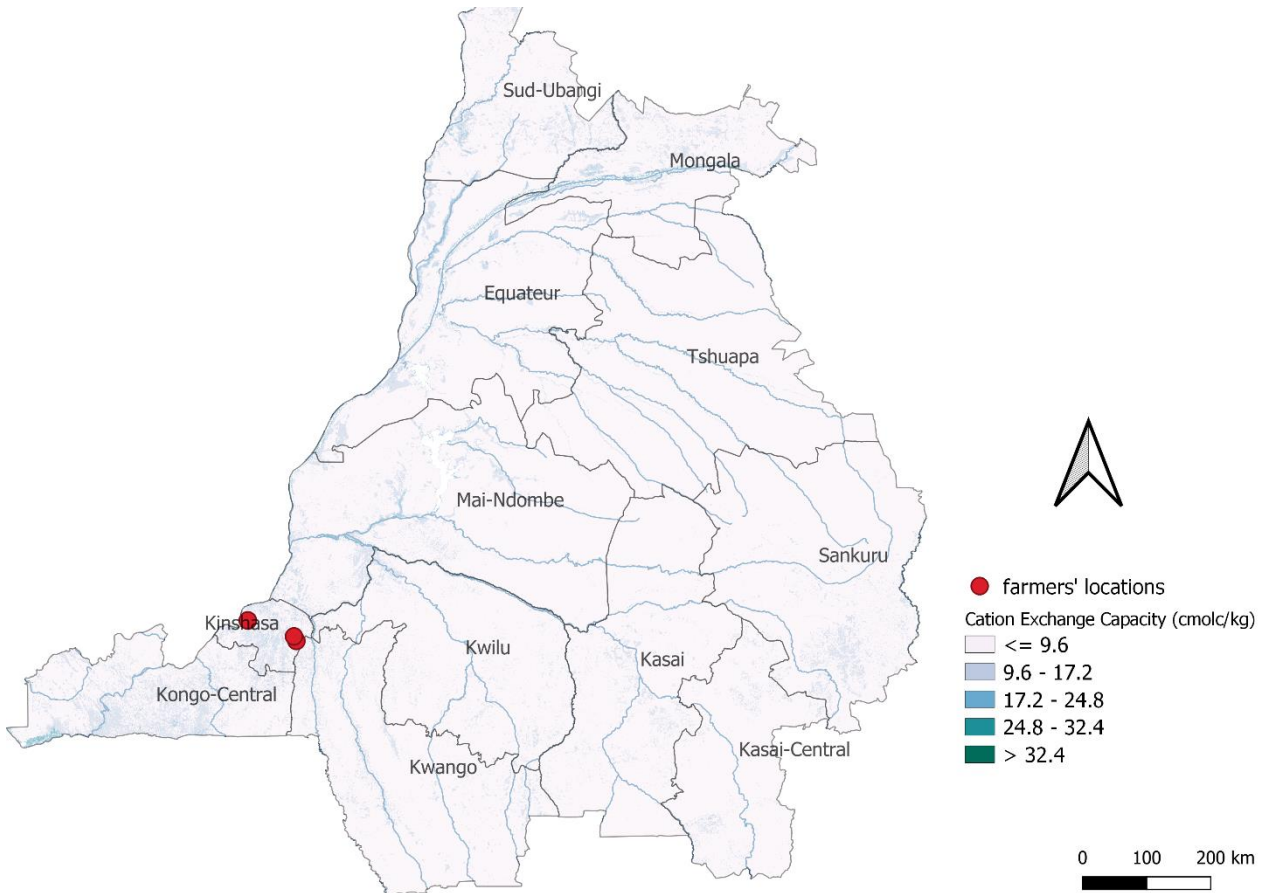 Sud-Ubangi
Mongala
Equateur
Tshuapa
Mai-Ndombe
Sankuru
Kinshasa
Kwilu
Kasai
Kongo-Central
Kwango
Kasai-Central
farmers' locations
Cation Exchange Capacity (cmolc/kg)
<= 9.6
9.6 - 17.2
17.2 - 24.8
24.8 - 32.4
> 32.4
0 100 200 km